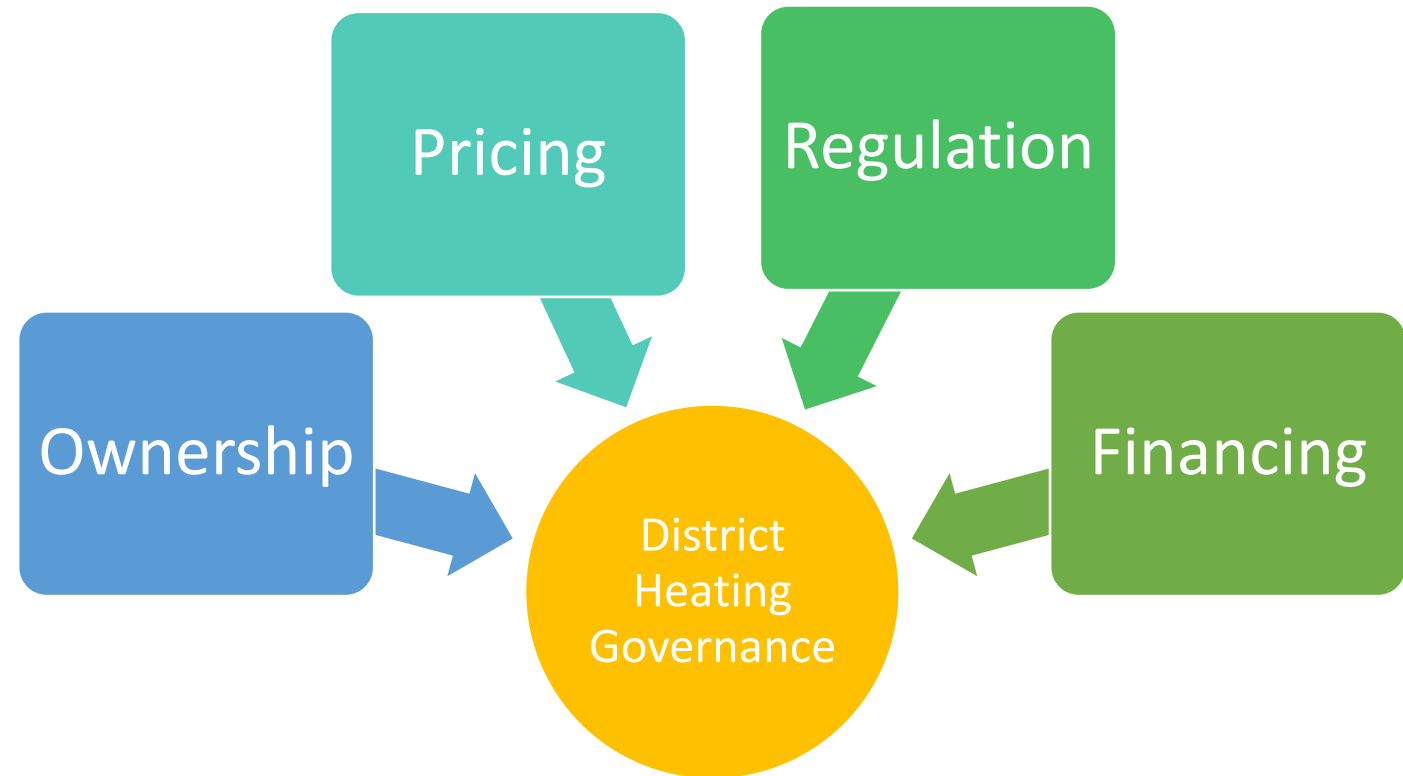 Pricing
Regulation
Ownership
Financing
District
Heating
Governance